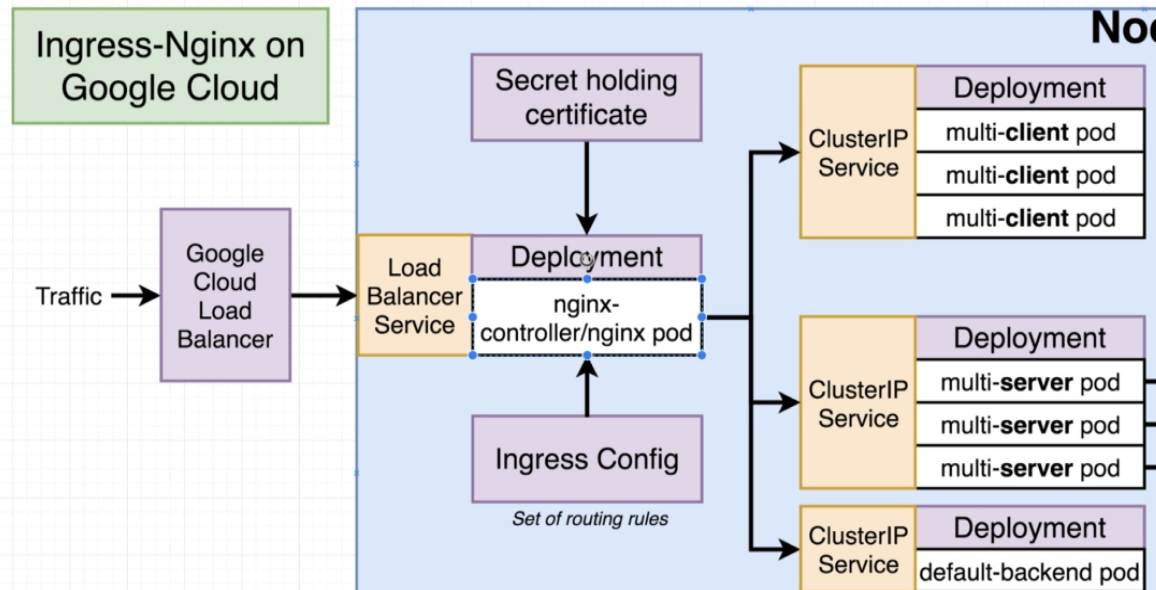 Ingress-Nginx on
Google Cloud
Secret holding
certificate
Traffic
Google
Cloud
Load
Balancer
Load
Balancer
Service
Deployment
nginx-
controller/nginx pod
Ingress Config
Set of routing rules
ClusterIP
Service
Deployment
multi-client pod
multi-client pod
multi-client pod
ClusterIP
Service
Deployment
multi-server pod
multi-server pod
multi-server pod
ClusterIP
Service
Deployment
default-backend pod